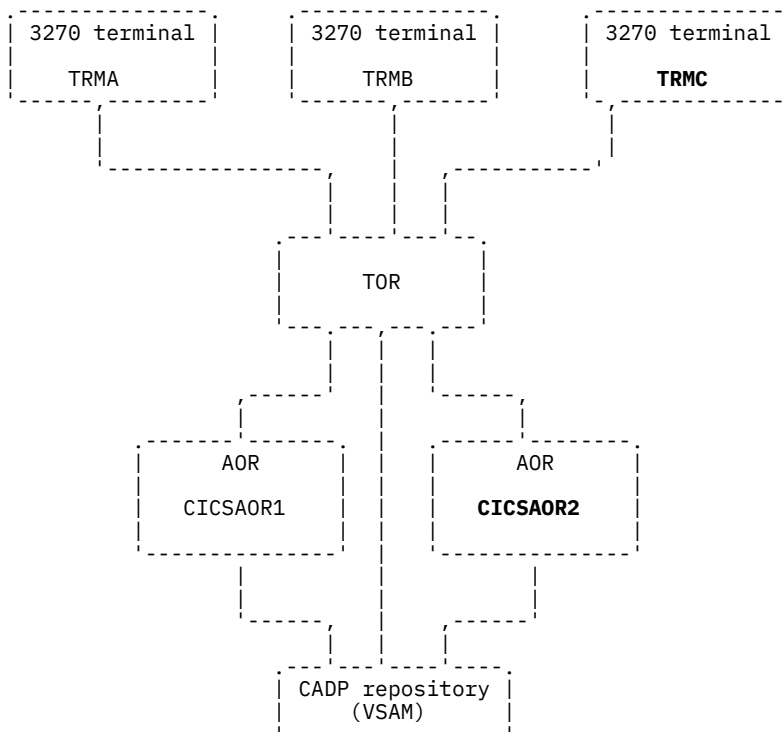 3270 terminal 3270 terminal 3270 terminal
TRMA TRMB TRMC
TOR
AOR AOR
CICSAOR1 CICSAOR2
CADP repository
(VSAM)